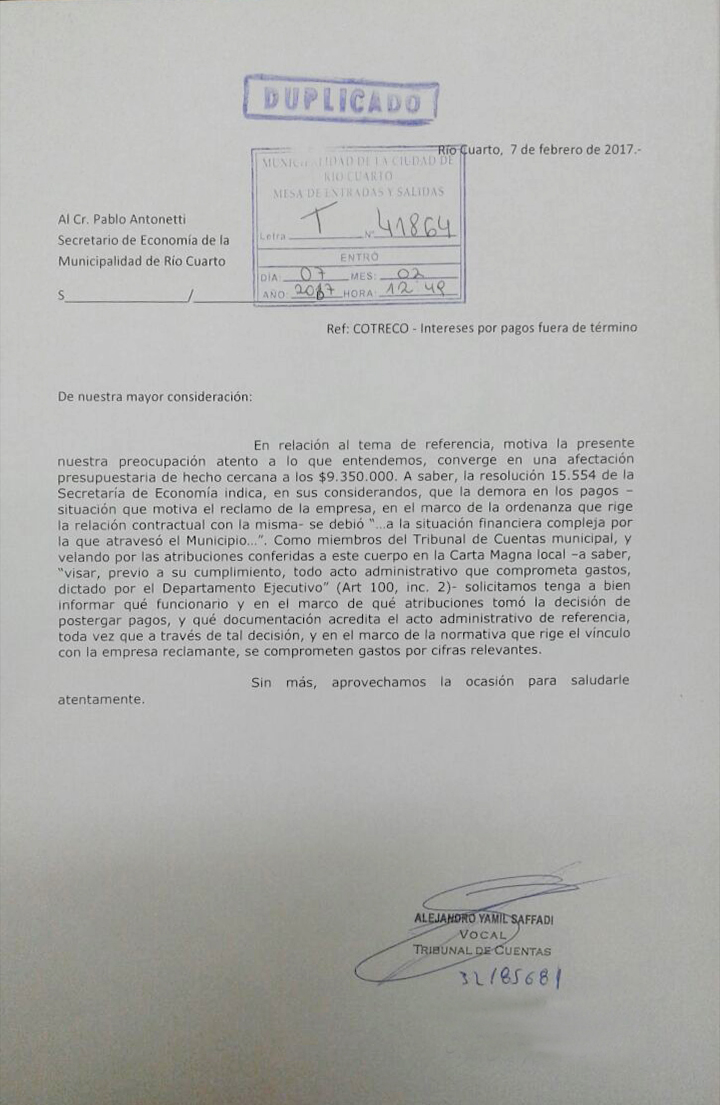 DUPLICADO
Río Cuarto, 7 de febrero de 2017.-
MUNICIPALIDAD DE LA CIUDAD DE
RIO CUARTO
MESA DE ENTRADAS Y SALIDAS
Letra T Nº 41864
ENTRÓ
DÍA: 07 MES: 02
AÑO: 2017 HORA: 12 49
Al Cr. Pablo Antonetti
Secretario de Economía de la
Municipalidad de Río Cuarto
S____________________/____________
Ref: COTRECO - Intereses por pagos fuera de término
De nuestra mayor consideración:
En relación al tema de referencia, motiva la presente
nuestra preocupación atento a lo que entendemos, converge en una afectación
presupuestaria de hecho cercana a los $9.350.000. A saber, la resolución 15.554 de la
Secretaría de Economía indica, en sus considerandos, que la demora en los pagos –
situación que motiva el reclamo de la empresa, en el marco de la ordenanza que rige
la relación contractual con la misma- se debió “...a la situación financiera compleja por
la que atravesó el Municipio...”. Como miembros del Tribunal de Cuentas municipal, y
velando por las atribuciones conferidas a este cuerpo en la Carta Magna local –a saber,
“visar, previo a su cumplimiento, todo acto administrativo que comprometa gastos,
dictado por el Departamento Ejecutivo” (Art 100, inc. 2)- solicitamos tenga a bien
informar qué funcionario y en el marco de qué atribuciones tomó la decisión de
postergar pagos, y qué documentación acredita el acto administrativo de referencia,
toda vez que a través de tal decisión, y en el marco de la normativa que rige el vínculo
con la empresa reclamante, se comprometen gastos por cifras relevantes.
Sin más, aprovechamos la ocasión para saludarle
atentamente.
ALEJANDRO YAMIL SAFFADI
VOCAL
TRIBUNAL DE CUENTAS